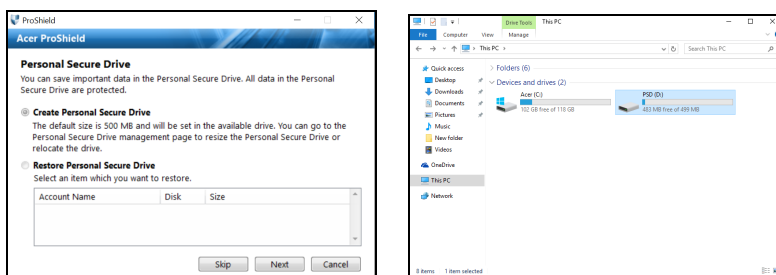 ProShield
Acer ProShield
Personal Secure Drive
You can save important data in the Personal Secure Drive. All data in the Personal
Secure Drive are protected.
Create Personal Secure Drive
The default size is 500 MB and will be set in the available drive. You can go to the
Personal Secure Drive management page to resize the Personal Secure Drive or
relocate the drive.
Restore Personal Secure Drive
Select an item which you want to restore.
Account Name Disk Size
Skip Next Cancel
Drive Tools This PC
File Computer View Manage
This PC Search This PC
Quick access
Desktop
Downloads
Documents
Pictures
Music
New folder
Videos
OneDrive
This PC
Network
Folders (6)
Devices and drives (2)
Acer (C:)
102 GB free of 118 GB
PSD (D:)
483 MB free of 499 MB
8 items 1 item selected